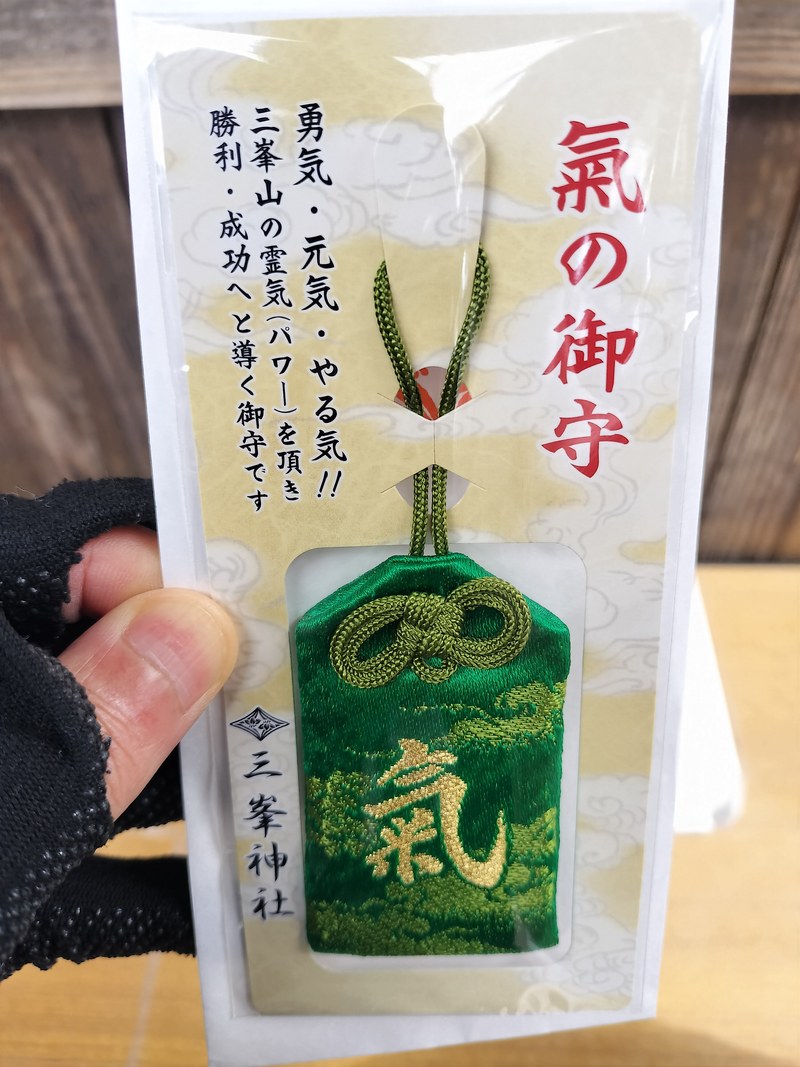 氣の御守
勇気・元気・やる気!!
三峯山の霊気(パワー)を頂き
勝利・成功へと導く御守です
氣
三峯神社